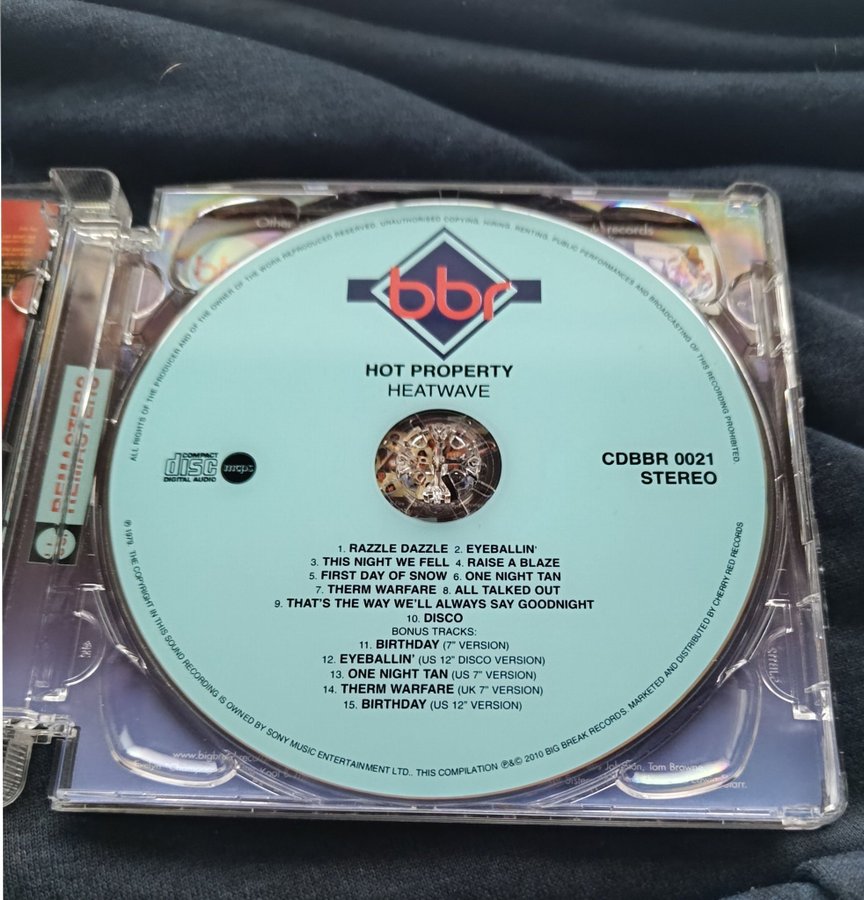 Other
records
bbr
HOT PROPERTY
HEATWAVE
COMPACT
disc
DIGITAL AUDIO
mcps
CDBBR 0021
STEREO
1. RAZZLE DAZZLE 2. EYEBALLIN'
3. THIS NIGHT WE FELL 4. RAISE A BLAZE
5. FIRST DAY OF SNOW 6. ONE NIGHT TAN
7. THERM WARFARE 8. ALL TALKED OUT
9. THAT'S THE WAY WE'LL ALWAYS SAY GOODNIGHT
10. DISCO
BONUS TRACKS:
11. BIRTHDAY (7" VERSION)
12. EYEBALLIN' (US 12" DISCO VERSION)
13. ONE NIGHT TAN (US 7" VERSION)
14. THERM WARFARE (UK 7" VERSION)
15. BIRTHDAY (US 12" VERSION)
ALL RIGHTS OF THE PRODUCER AND OF THE OWNER OF THE WORK REPRODUCED RESERVED. UNAUTHORISED COPYING, HIRING, RENTING, PUBLIC PERFORMANCES AND BROADCASTING OF THIS RECORDING PROHIBITED.
℗ 1979. THE COPYRIGHT IN THIS SOUND RECORDING IS OWNED BY SONY MUSIC ENTERTAINMENT LTD.. THIS COMPILATION ℗&© 2010 BIG BREAK RECORDS. MARKETED AND DISTRIBUTED BY CHERRY RED RECORDS
REMASTERS
Tom Browne